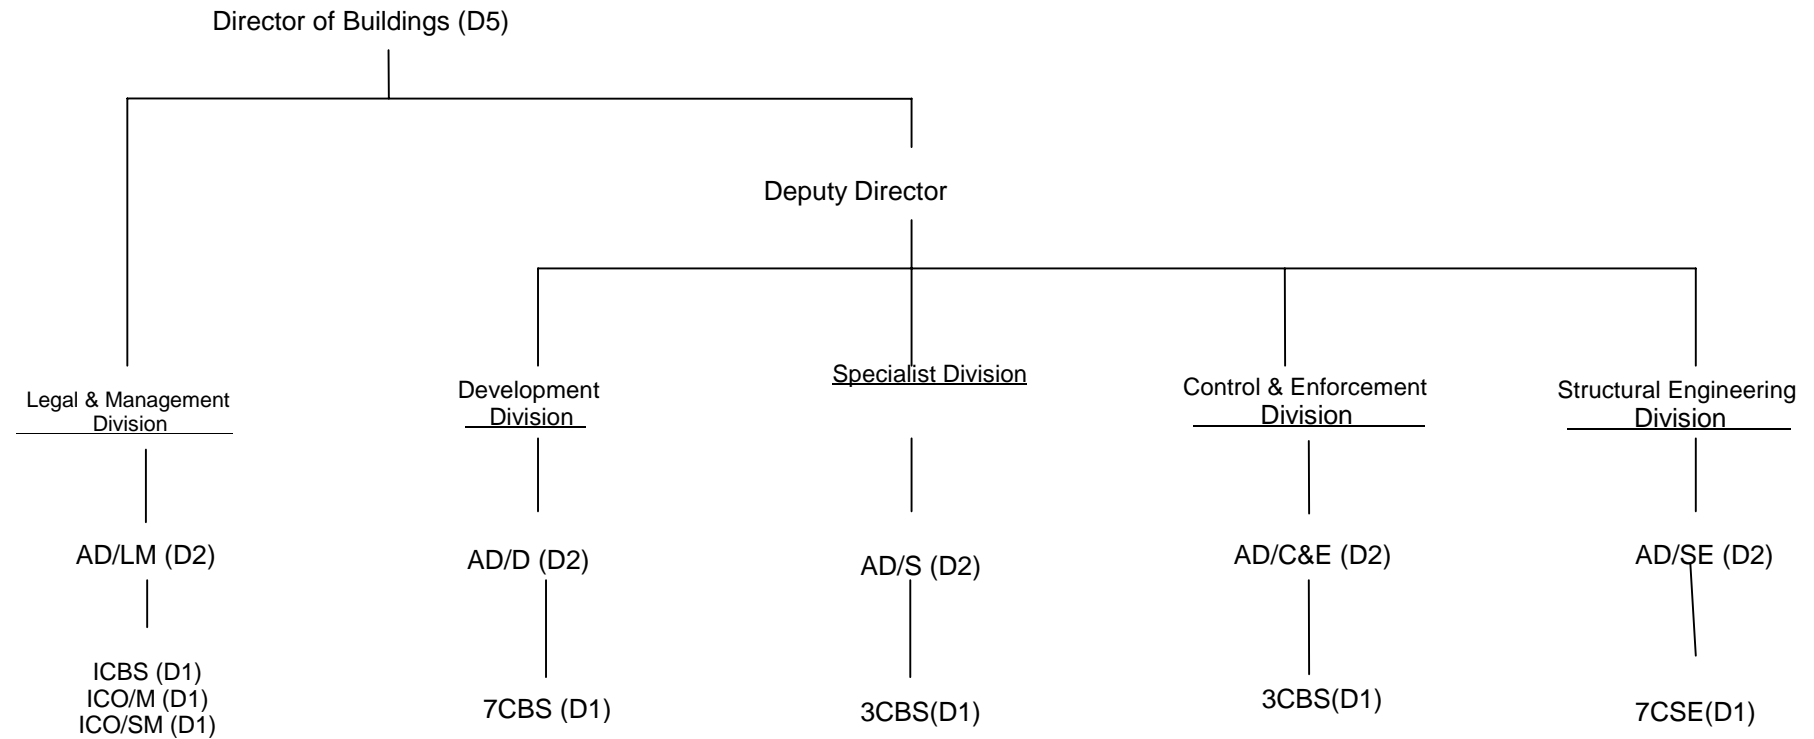 Director of Buildings (D5)
Deputy Director
Legal & Management
Division
Development
Division
Specialist Division
Control & Enforcement
Division
Structural Engineering
Division
AD/LM (D2)
AD/D (D2)
AD/S (D2)
AD/C&E (D2)
AD/SE (D2)
ICBS (D1)
ICO/M (D1)
ICO/SM (D1)
7CBS (D1)
3CBS(D1)
3CBS(D1)
7CSE(D1)